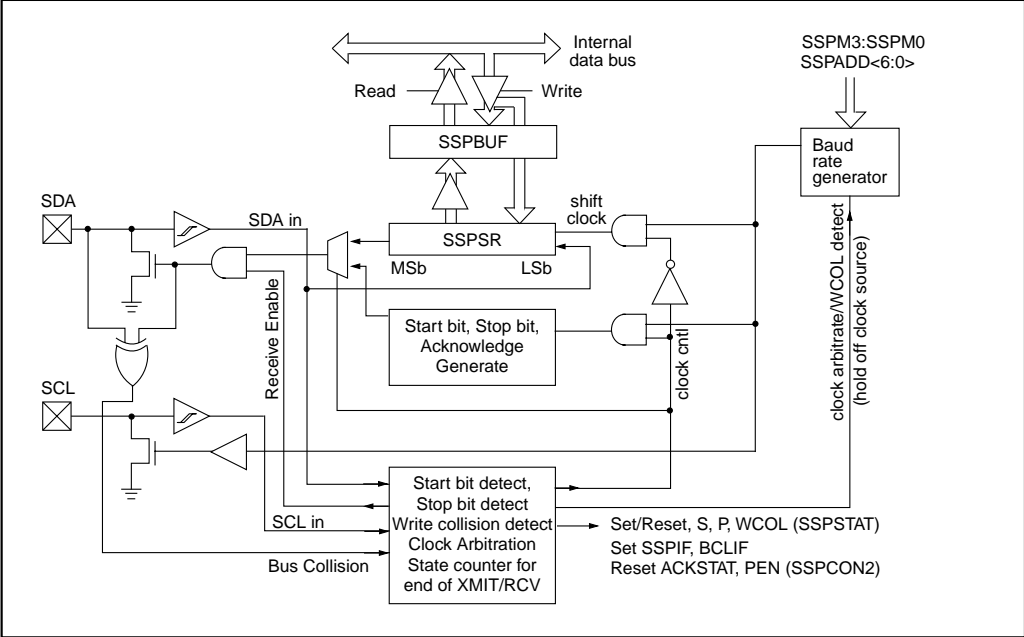 Internal
data bus
SSPM3:SSPM0
SSPADD<6:0>
Read
Write
SSPBUF
Baud
rate
generator
SDA
SDA in
shift
clock
SSPSR
MSb
LSb
Receive Enable
Start bit, Stop bit,
Acknowledge
Generate
clock cntl
clock arbitrate/WCOL detect
(hold off clock source)
SCL
SCL in
Bus Collision
Start bit detect,
Stop bit detect
Write collision detect
Clock Arbitration
State counter for
end of XMIT/RCV
Set/Reset, S, P, WCOL (SSPSTAT)
Set SSPIF, BCLIF
Reset ACKSTAT, PEN (SSPCON2)